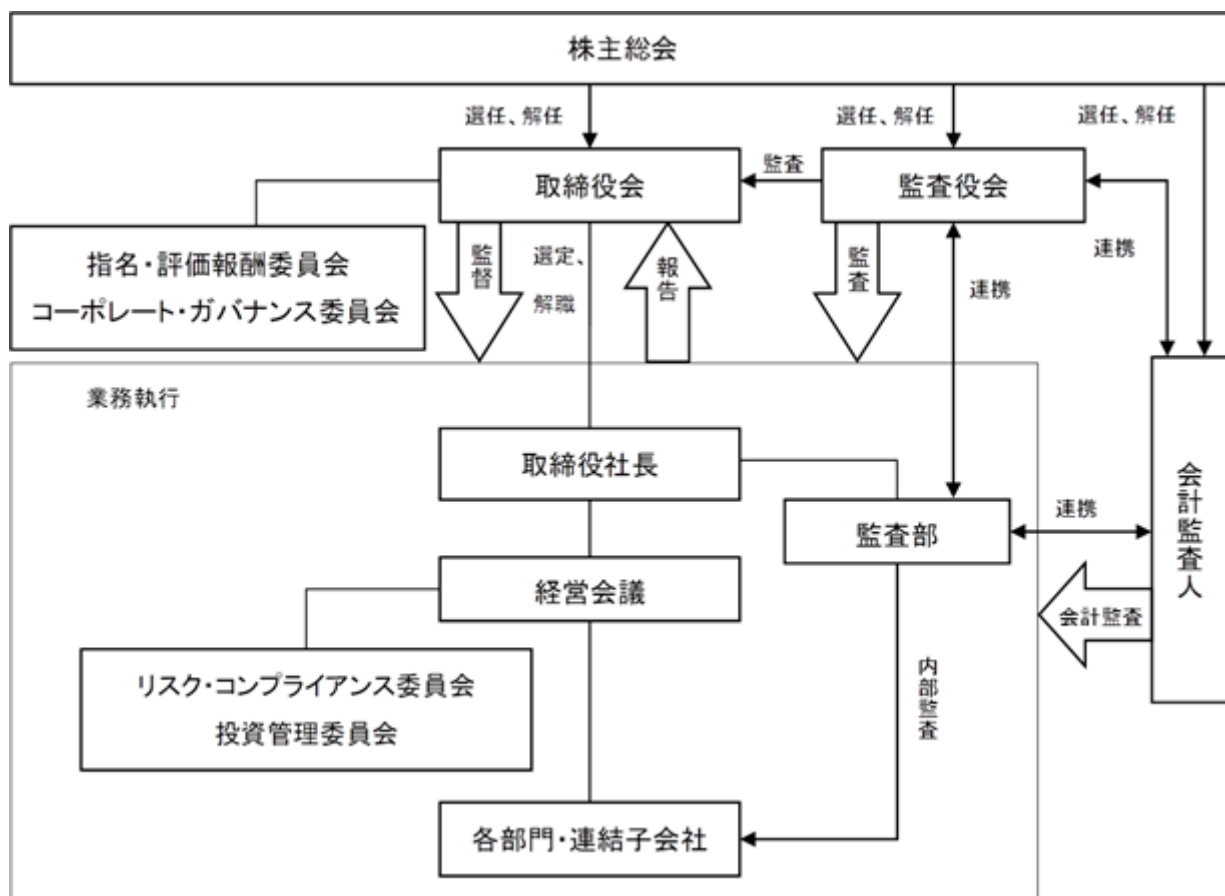 株主総会
選任、解任
選任、解任
選任、解任
取締役会
監査
監査役会
指名・評価報酬委員会
コーポレート・ガバナンス委員会
監督
選定、
解職
報告
監査
連携
連携
業務執行
取締役社長
監査部
連携
会計監査人
経営会議
会計監査
リスク・コンプライアンス委員会
投資管理委員会
内部監査
各部門・連結子会社